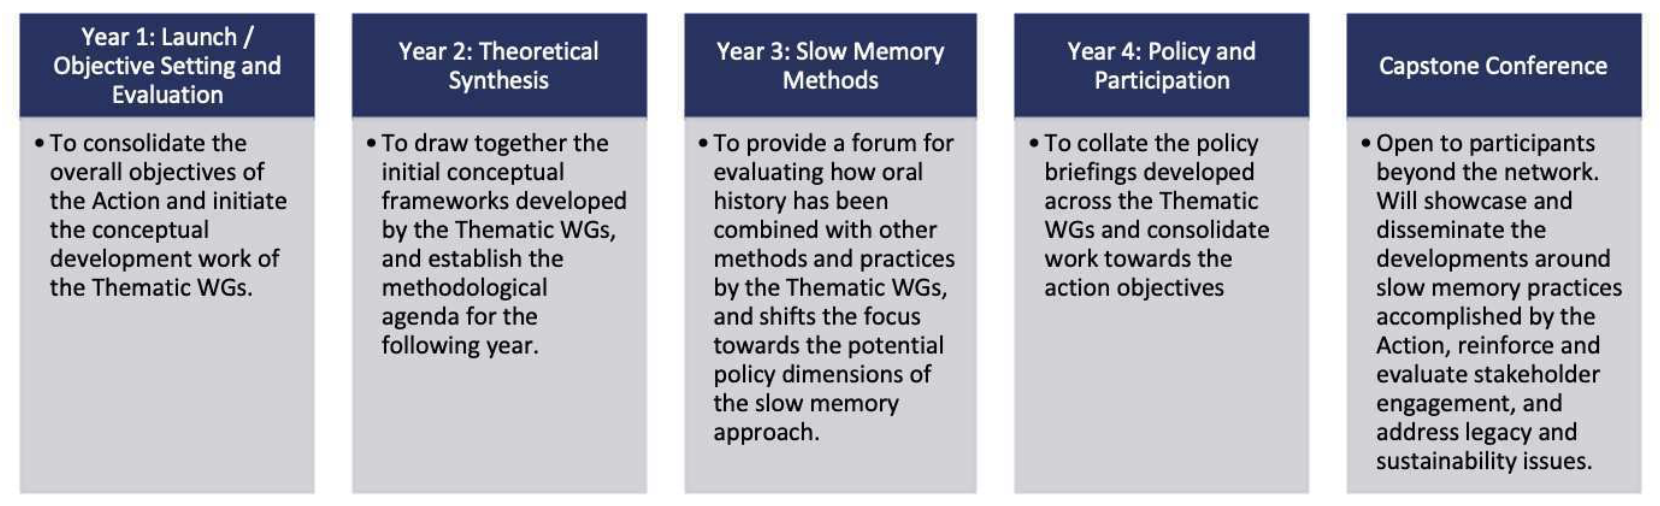 Year 1: Launch /
Objective Setting and
Evaluation
• To consolidate the
overall objectives of
the Action and initiate
the conceptual
development work of
the Thematic WGs.
Year 2: Theoretical
Synthesis
• To draw together the
initial conceptual
frameworks developed
by the Thematic WGs,
and establish the
methodological
agenda for the
following year.
Year 3: Slow Memory
Methods
• To provide a forum for
evaluating how oral
history has been
combined with other
methods and practices
by the Thematic WGs,
and shifts the focus
towards the potential
policy dimensions of
the slow memory
approach.
Year 4: Policy and
Participation
• To collate the policy
briefings developed
across the Thematic
WGs and consolidate
work towards the
action objectives
Capstone Conference
• Open to participants
beyond the network.
Will showcase and
disseminate the
developments around
slow memory practices
accomplished by the
Action, reinforce and
evaluate stakeholder
engagement, and
address legacy and
sustainability issues.